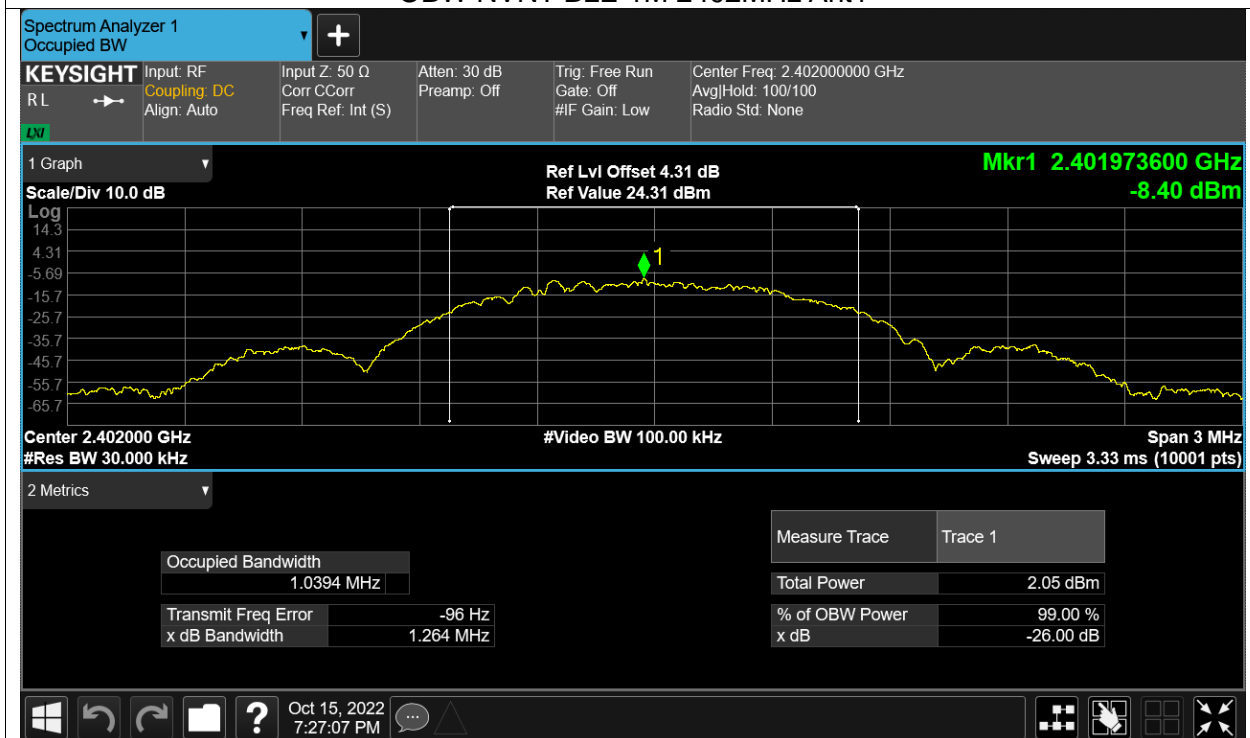 Spectrum Analyzer 1
Occupied BW
KEYSIGHT
R L
LXI
Input: RF
Coupling: DC
Align: Auto
Input Z: 50 Ω
Corr CCorr
Freq Ref: Int (S)
Atten: 30 dB
Preamp: Off
Trig: Free Run
Gate: Off
#IF Gain: Low
Center Freq: 2.402000000 GHz
Avg|Hold: 100/100
Radio Std: None
1 Graph
Scale/Div 10.0 dB
Ref Lvl Offset 4.31 dB
Ref Value 24.31 dBm
Mkr1 2.401973600 GHz
-8.40 dBm
Log
14.3
4.31
-5.69
-15.7
-25.7
-35.7
-45.7
-55.7
-65.7
1
Center 2.402000 GHz
#Res BW 30.000 kHz
#Video BW 100.00 kHz
Span 3 MHz
Sweep 3.33 ms (10001 pts)
2 Metrics
Occupied Bandwidth
1.0394 MHz
Transmit Freq Error -96 Hz
x dB Bandwidth 1.264 MHz
Measure Trace Trace 1
Total Power 2.05 dBm
% of OBW Power 99.00 %
x dB -26.00 dB
?
Oct 15, 2022
7:27:07 PM